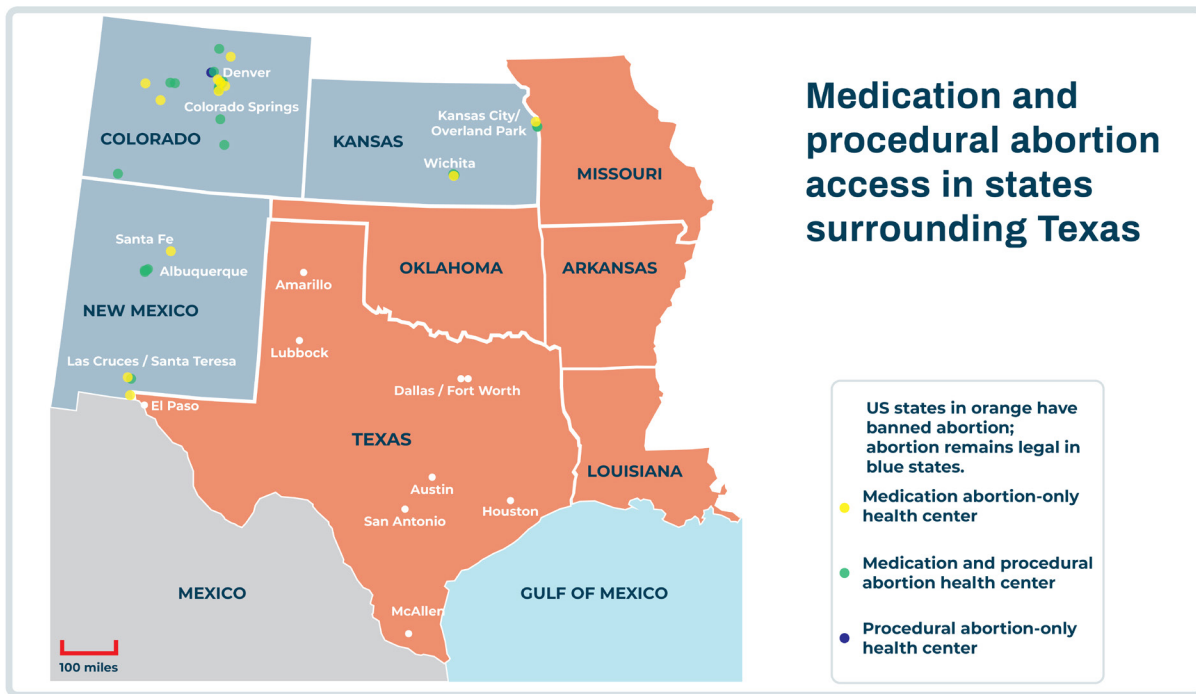 Medication and
procedural abortion
access in states
surrounding Texas
Denver
Colorado Springs
COLORADO
Kansas City/
Overland Park
KANSAS
Wichita
MISSOURI
Santa Fe
Albuquerque
NEW MEXICO
Las Cruces / Santa Teresa
OKLAHOMA
ARKANSAS
Amarillo
Lubbock
Dallas / Fort Worth
El Paso
TEXAS
LOUISIANA
Austin
San Antonio
Houston
MEXICO
GULF OF MEXICO
McAllen
100 miles
US states in orange have
banned abortion;
abortion remains legal in
blue states.
Medication abortion-only
health center
Medication and procedural
abortion health center
Procedural abortion-only
health center